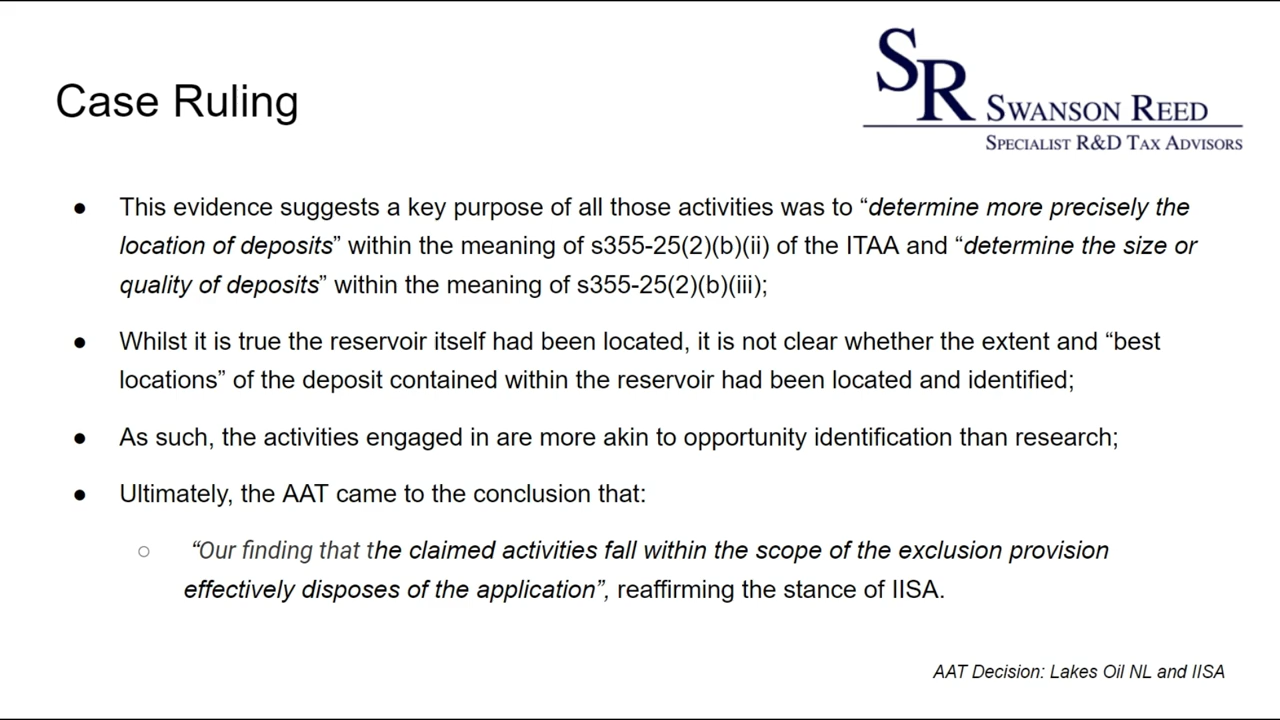 SR SWANSON REED
SPECIALIST R&D TAX ADVISORS
Case Ruling
● This evidence suggests a key purpose of all those activities was to “determine more precisely the
location of deposits” within the meaning of s355-25(2)(b)(ii) of the ITAA and “determine the size or
quality of deposits” within the meaning of s355-25(2)(b)(iii);
● Whilst it is true the reservoir itself had been located, it is not clear whether the extent and “best
locations” of the deposit contained within the reservoir had been located and identified;
● As such, the activities engaged in are more akin to opportunity identification than research;
● Ultimately, the AAT came to the conclusion that:
○ “Our finding that the claimed activities fall within the scope of the exclusion provision
effectively disposes of the application”, reaffirming the stance of IISA.
AAT Decision: Lakes Oil NL and IISA